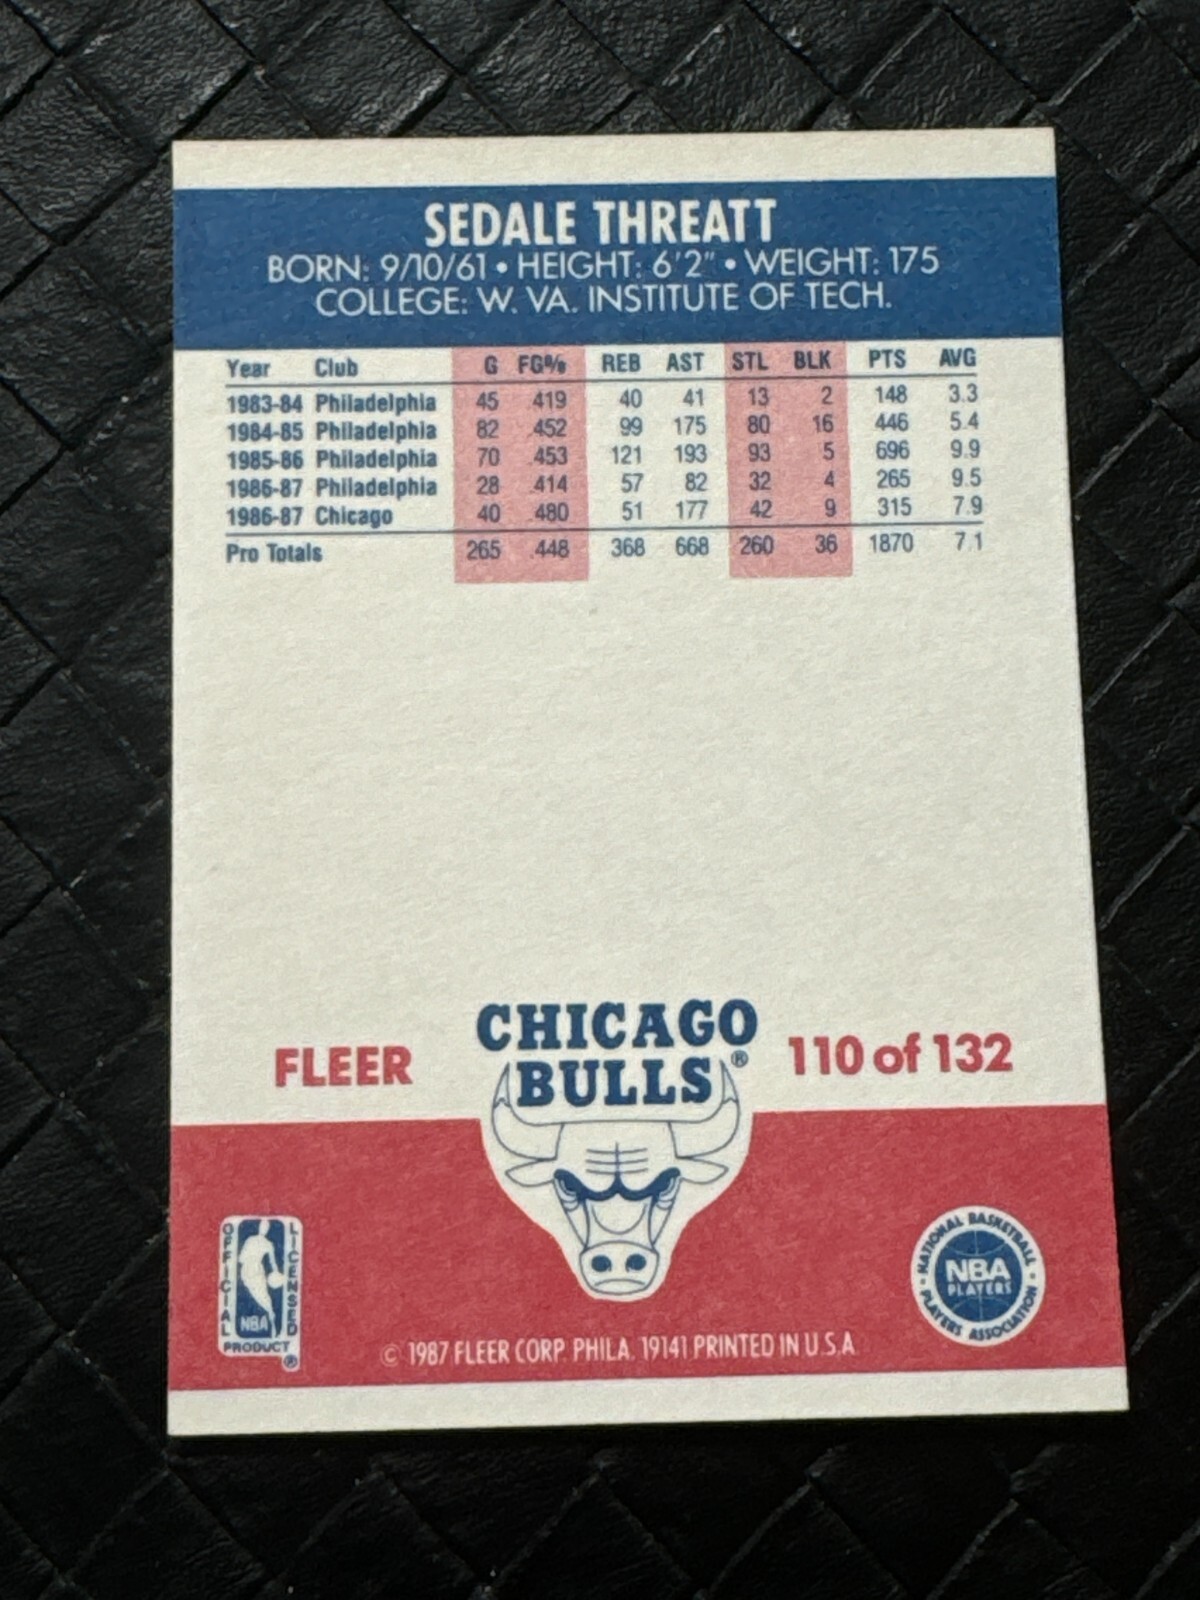 SEDALE THREATT
BORN: 9/10/61 • HEIGHT: 6'2" • WEIGHT: 175
COLLEGE: W. VA. INSTITUTE OF TECH.
Year Club G FG% REB AST STL BLK PTS AVG
1983-84 Philadelphia 45 .419 40 41 13 2 148 3.3
1984-85 Philadelphia 82 .452 99 175 80 16 446 5.4
1985-86 Philadelphia 70 .453 121 193 93 5 696 9.9
1986-87 Philadelphia 28 .414 57 82 32 4 265 9.5
1986-87 Chicago 40 .480 51 177 42 9 315 7.9
Pro Totals 265 .448 368 668 260 36 1870 7.1
CHICAGO
BULLS®
FLEER
110 of 132
OFFICIAL LICENSED
NBA
PRODUCT ®
NATIONAL BASKETBALL
NBA
PLAYERS
PLAYERS ASSOCIATION
© 1987 FLEER CORP. PHILA. 19141 PRINTED IN U.S.A.